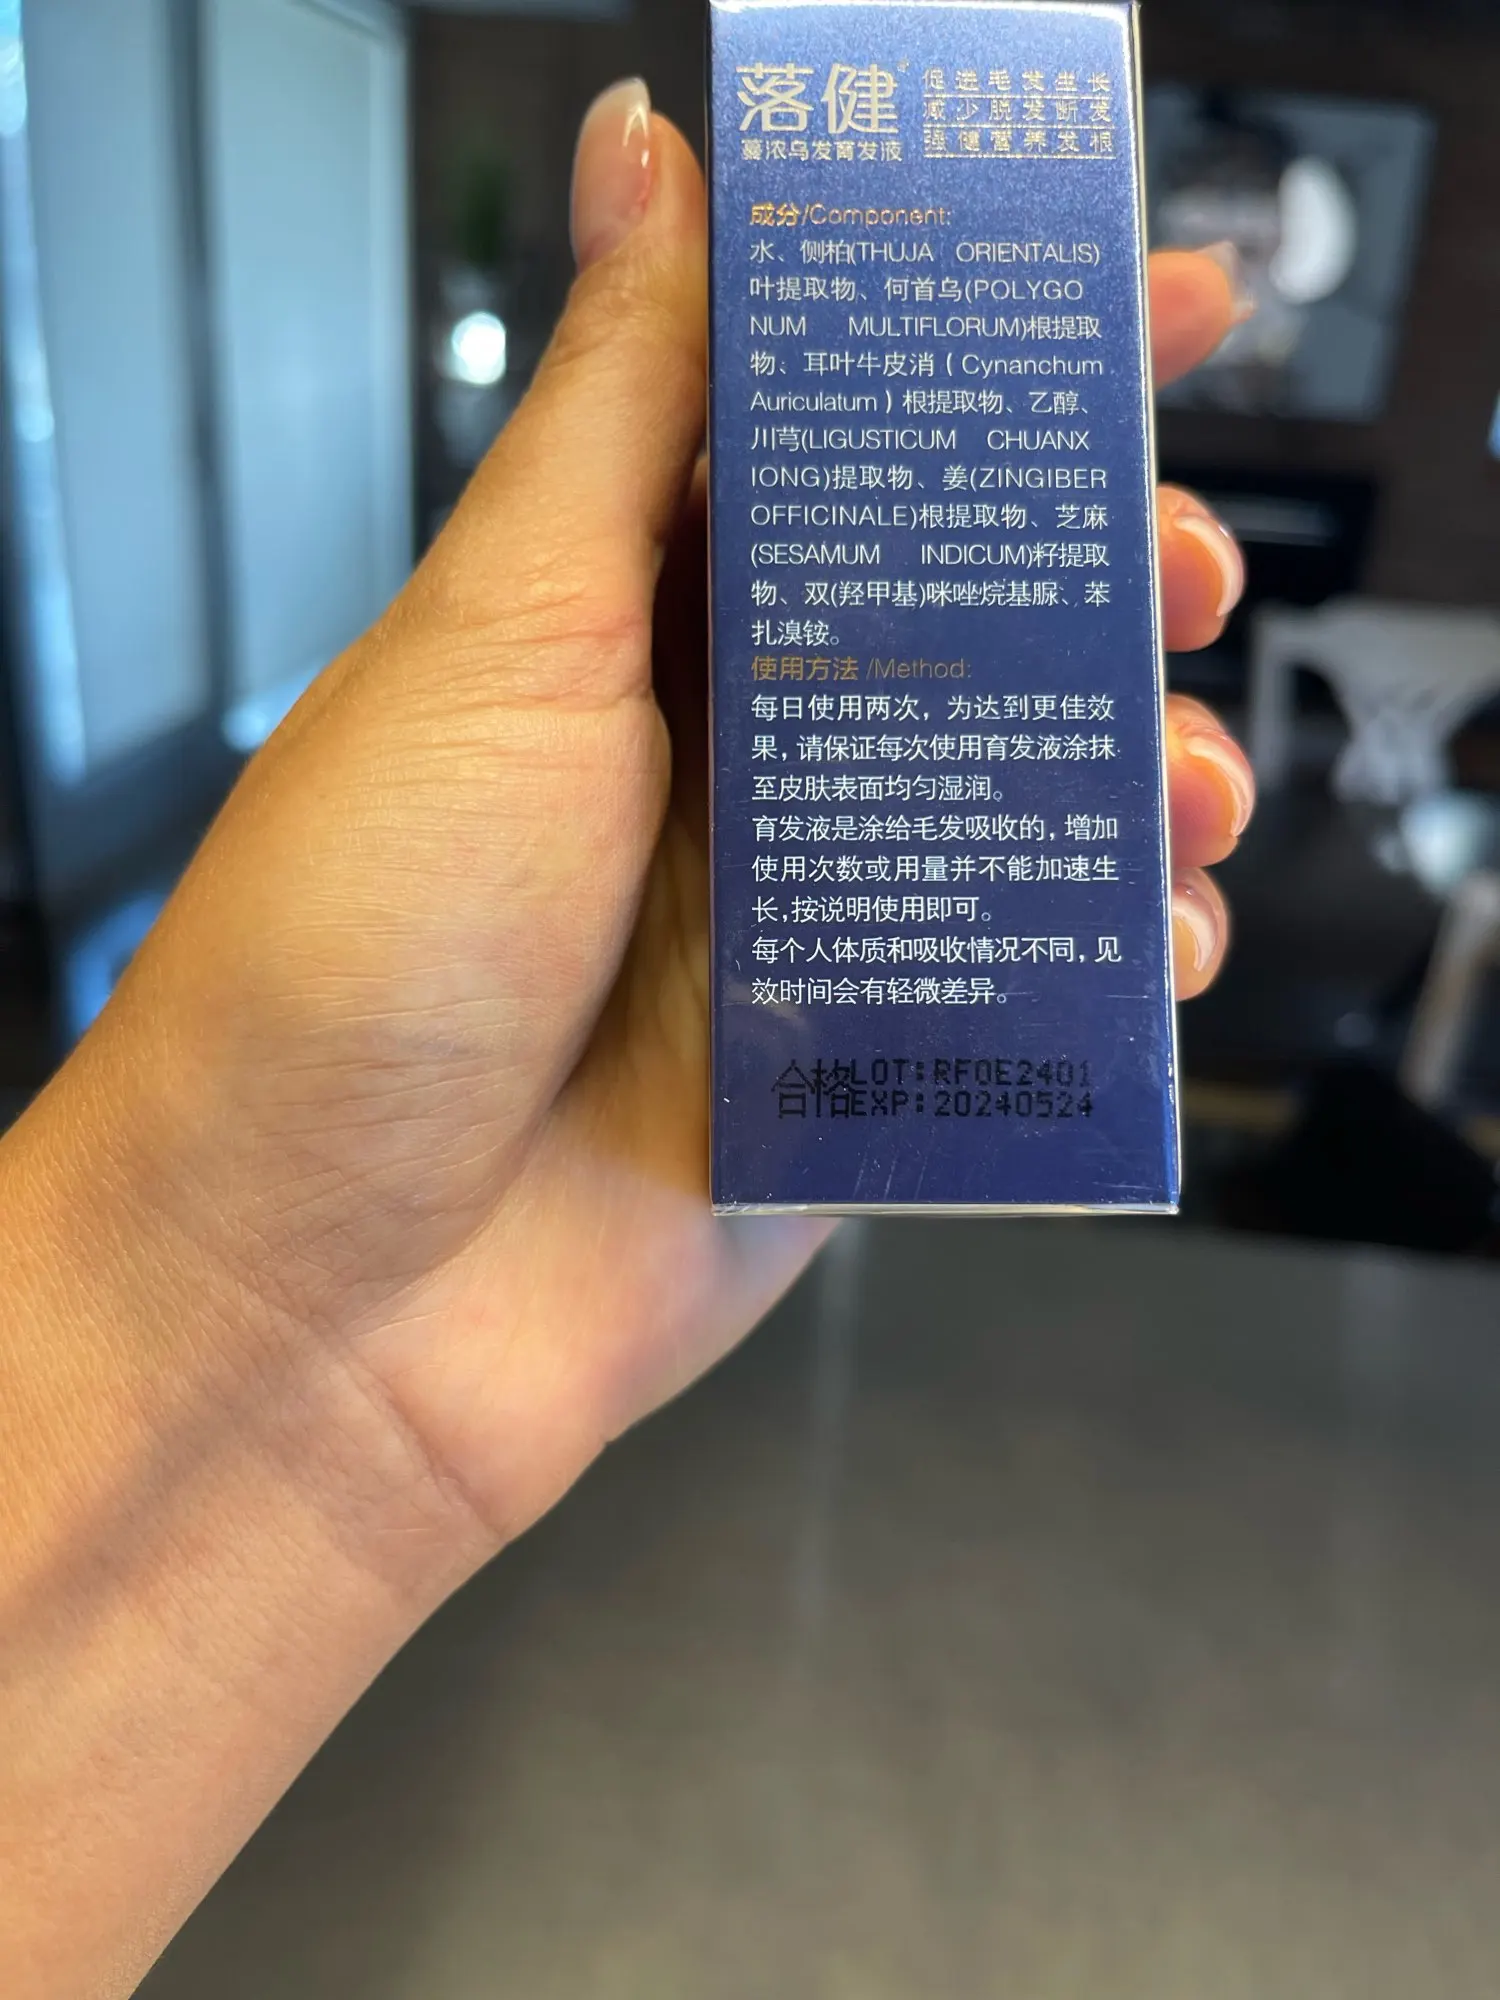 落健
促进毛发生长
减少脱发断发
强健营养发根
蔓浓乌发育发液
成分/Component:
水、侧柏(THUJA ORIENTALIS)
叶提取物、何首乌(POLYGO
NUM MULTIFLORUM)根提取
物、耳叶牛皮消(Cynanchum
Auriculatum)根提取物、乙醇、
川芎(LIGUSTICUM CHUANX
IONG)提取物、姜(ZINGIBER
OFFICINALE)根提取物、芝麻
(SESAMUM INDICUM)籽提取
物、双(羟甲基)咪唑烷基脲、苯
扎溴铵。
使用方法/Method:
每日使用两次，为达到更佳效
果，请保证每次使用育发液涂抹
至皮肤表面均匀湿润。
育发液是涂给毛发吸收的，增加
使用次数或用量并不能加速生
长，按说明使用即可。
每个人体质和吸收情况不同，见
效时间会有轻微差异。
合格LOT:RF0E2401
EXP:20240524